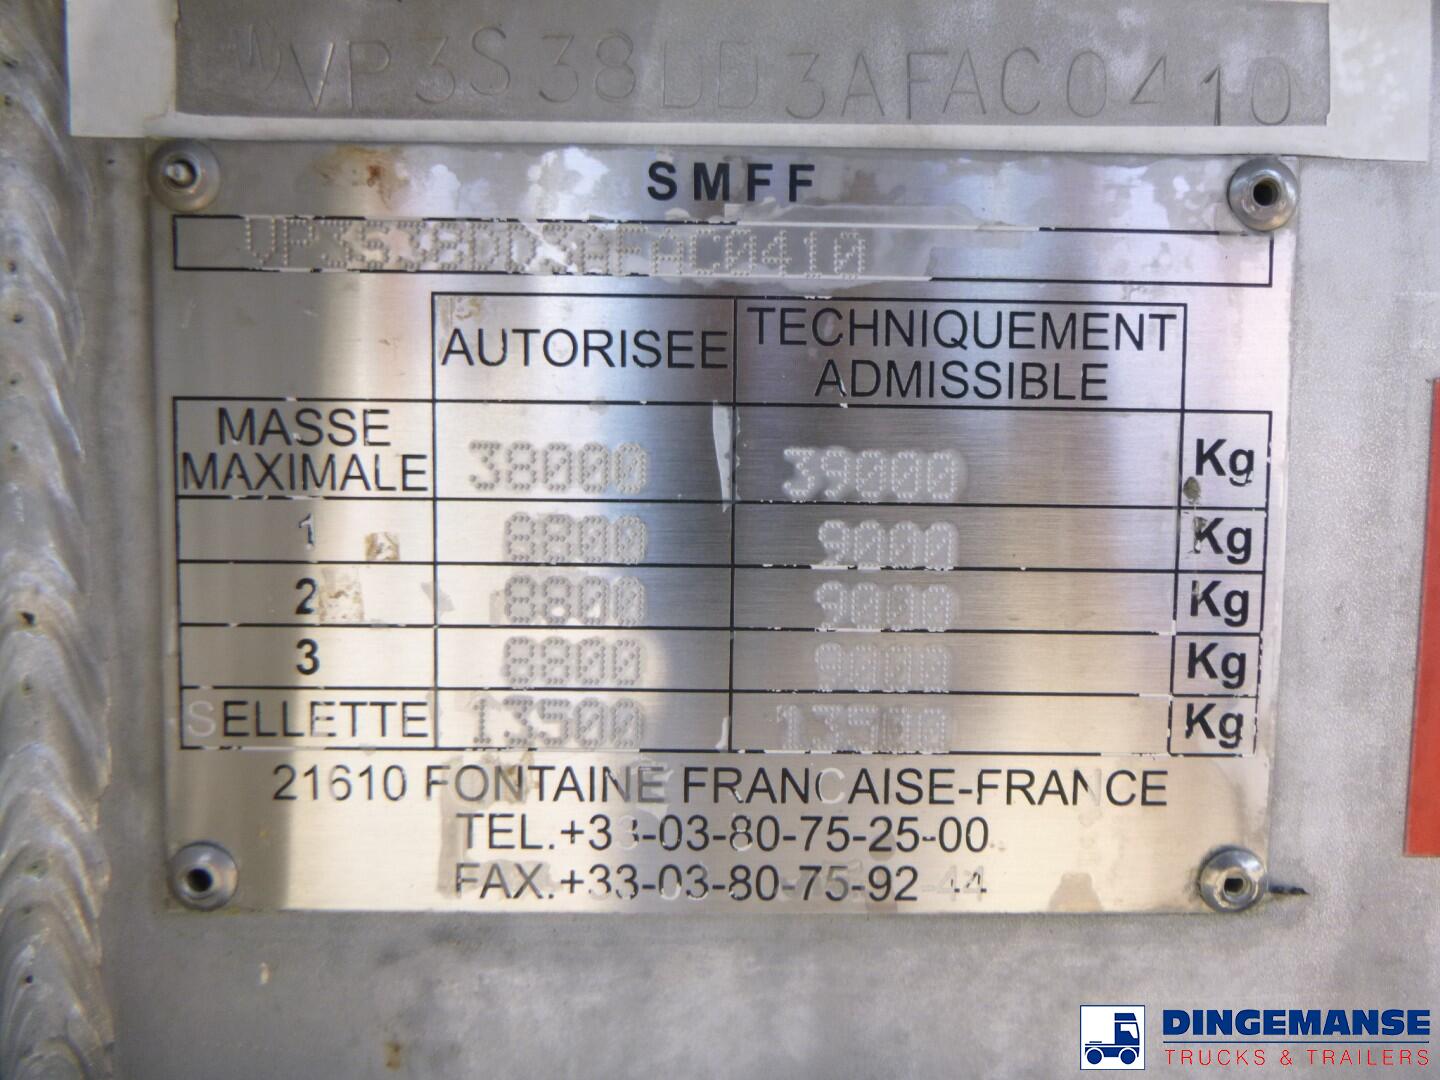 VP3S38DD3AFAC0410
SMFF
VP3S38DD3AFAC0410
AUTORISEE TECHNIQUEMENT ADMISSIBLE
MASSE MAXIMALE 38000 39000 Kg
1 8800 9000 Kg
2 8800 9000 Kg
3 8800 9000 Kg
SELLETTE 13500 13500 Kg
21610 FONTAINE FRANCAISE-FRANCE
TEL.+33-03-80-75-25-00
FAX.+33-03-80-75-92-44
DINGEMANSE
TRUCKS & TRAILERS